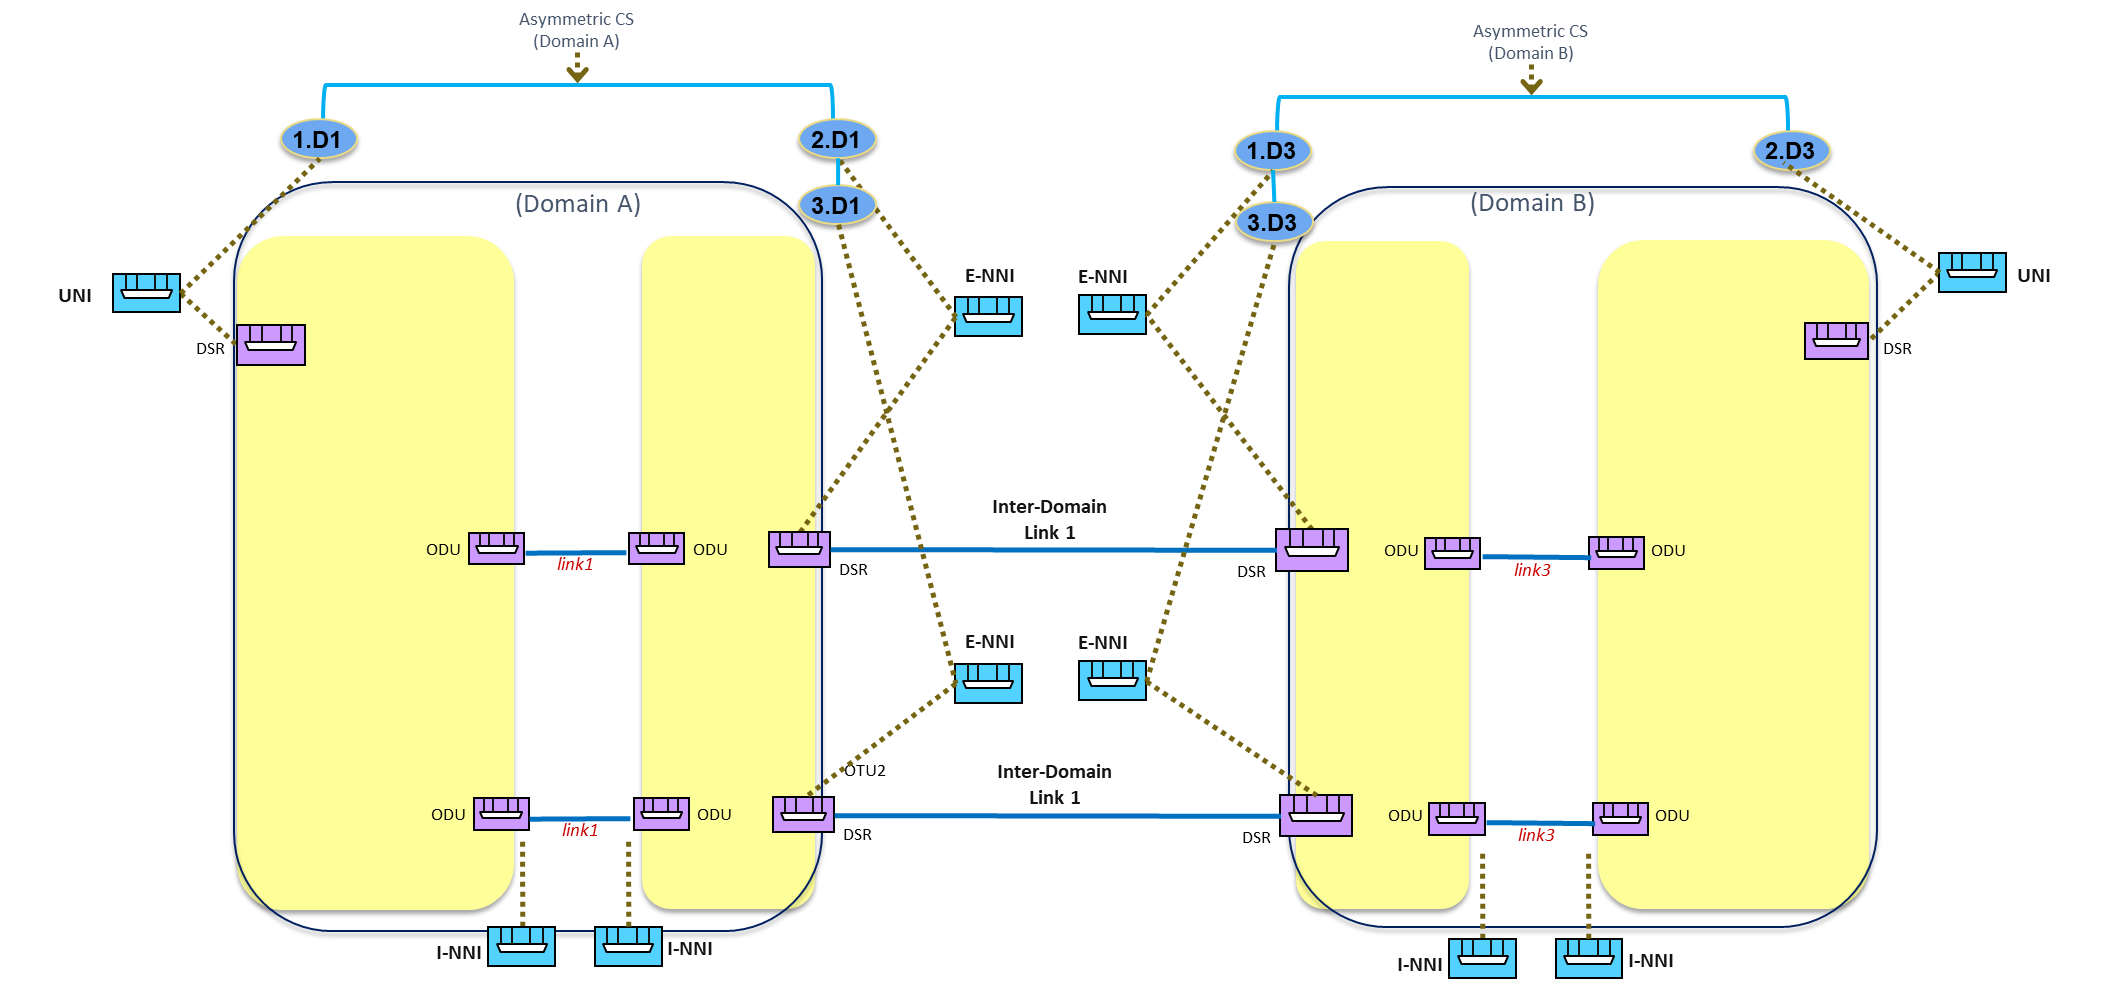 Asymmetric CS
(Domain A)
Asymmetric CS
(Domain B)
1.D1
2.D1
1.D3
2.D3
(Domain A)
3.D1
(Domain B)
3.D3
UNI
E-NNI
E-NNI
UNI
DSR
DSR
Inter-Domain
Link 1
ODU
link1
ODU
DSR
DSR
ODU
link3
ODU
E-NNI
E-NNI
OTU2
Inter-Domain
Link 1
ODU
link1
ODU
DSR
DSR
ODU
link3
ODU
I-NNI
I-NNI
I-NNI
I-NNI